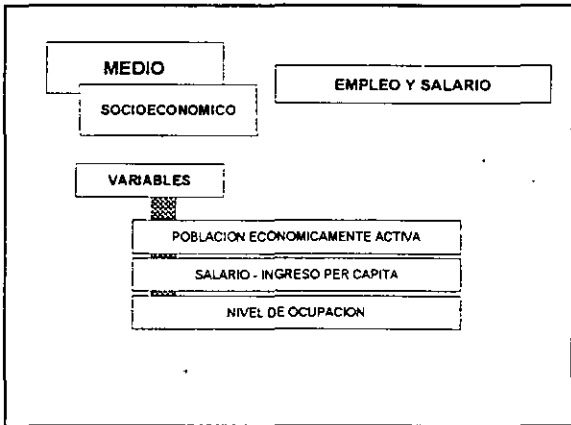 MEDIO
SOCIOECONOMICO
EMPLEO Y SALARIO
VARIABLES
POBLACION ECONOMICAMENTE ACTIVA
SALARIO - INGRESO PER CAPITA
NIVEL DE OCUPACION